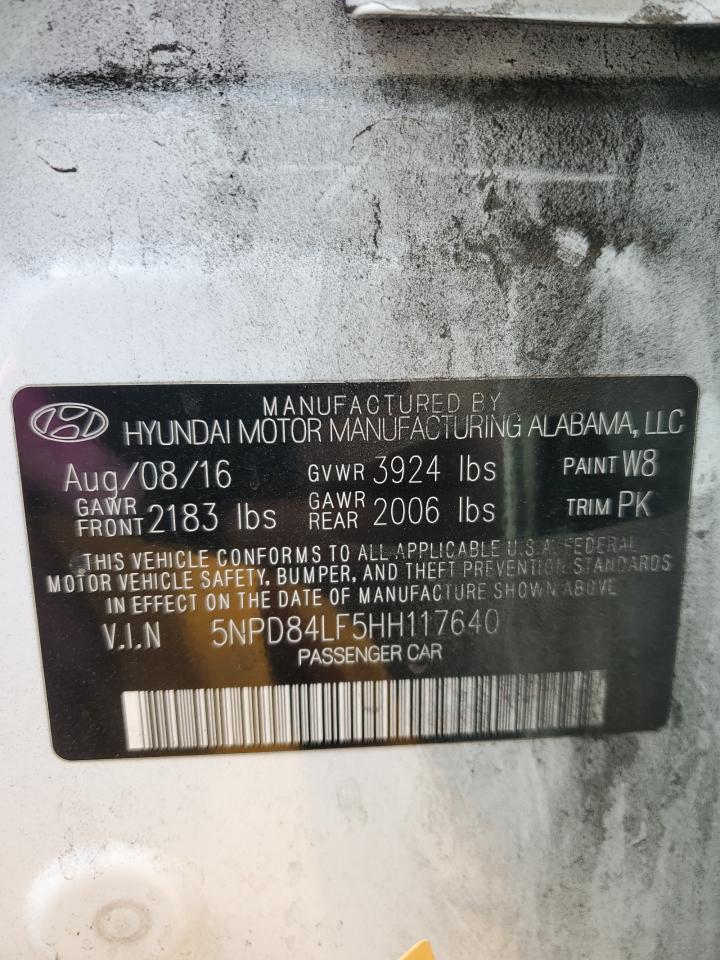 MANUFACTURED BY
HYUNDAI MOTOR MANUFACTURING ALABAMA, LLC
Aug/08/16 GVWR 3924 lbs PAINT W8
GAWR FRONT 2183 lbs GAWR REAR 2006 lbs TRIM PK
THIS VEHICLE CONFORMS TO ALL APPLICABLE U.S.A. FEDERAL
MOTOR VEHICLE SAFETY, BUMPER, AND THEFT PREVENTION STANDARDS
IN EFFECT ON THE DATE OF MANUFACTURE SHOWN ABOVE
V.I.N 5NPD84LF5HH117640
PASSENGER CAR